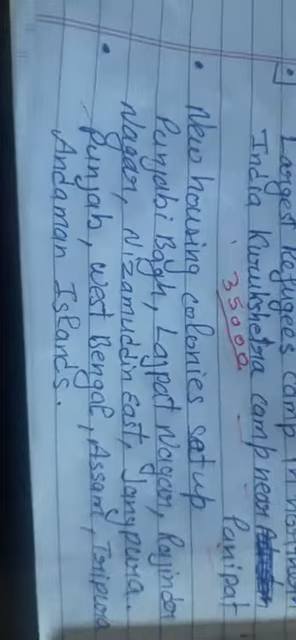 Largest Refugees camp in
India Kurukshetra camp near
Panipat
35000
• New housing colonies set up
Punjabi Bagh, Lajpat Nagar, Rajinder
Nagar, Nizamuddin East, Jangpura.
• Punjab, West Bengal, Assam, Tripura
Andaman Islands.